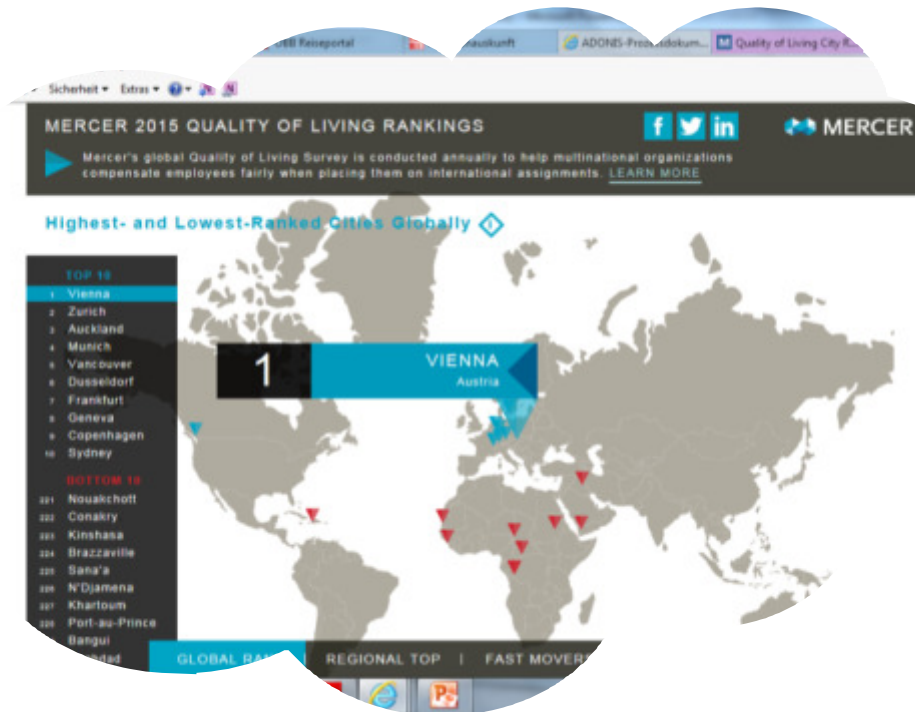 Reiseportal
auskunft
ADONIS-Prozessdokum...
Quality of Living City R...
Sicherheit
Extras
MERCER 2015 QUALITY OF LIVING RANKINGS
f
in
MERCER
Mercer's global Quality of Living Survey is conducted annually to help multinational organizations
compensate employees fairly when placing them on international assignments. LEARN MORE
Highest- and Lowest-Ranked Cities Globally
TOP 10
1 Vienna
2 Zurich
3 Auckland
4 Munich
5 Vancouver
6 Dusseldorf
7 Frankfurt
8 Geneva
9 Copenhagen
10 Sydney
1
VIENNA
Austria
BOTTOM 10
221 Nouakchott
222 Conakry
223 Kinshasa
224 Brazzaville
225 Sana'a
226 N'Djamena
227 Khartoum
228 Port-au-Prince
Bangui
GLOBAL | REGIONAL TOP | FAST MOVERS